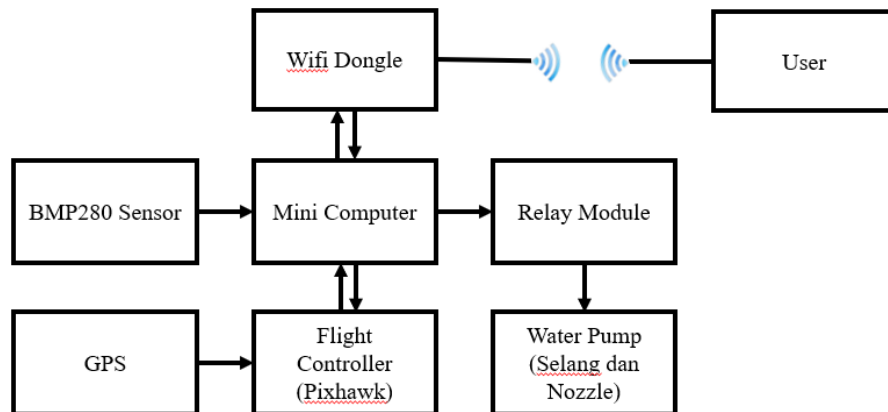 Wifi Dongle
User
BMP280 Sensor
Mini Computer
Relay Module
GPS
Flight
Controller
(Pixhawk)
Water Pump
(Selang dan
Nozzle)